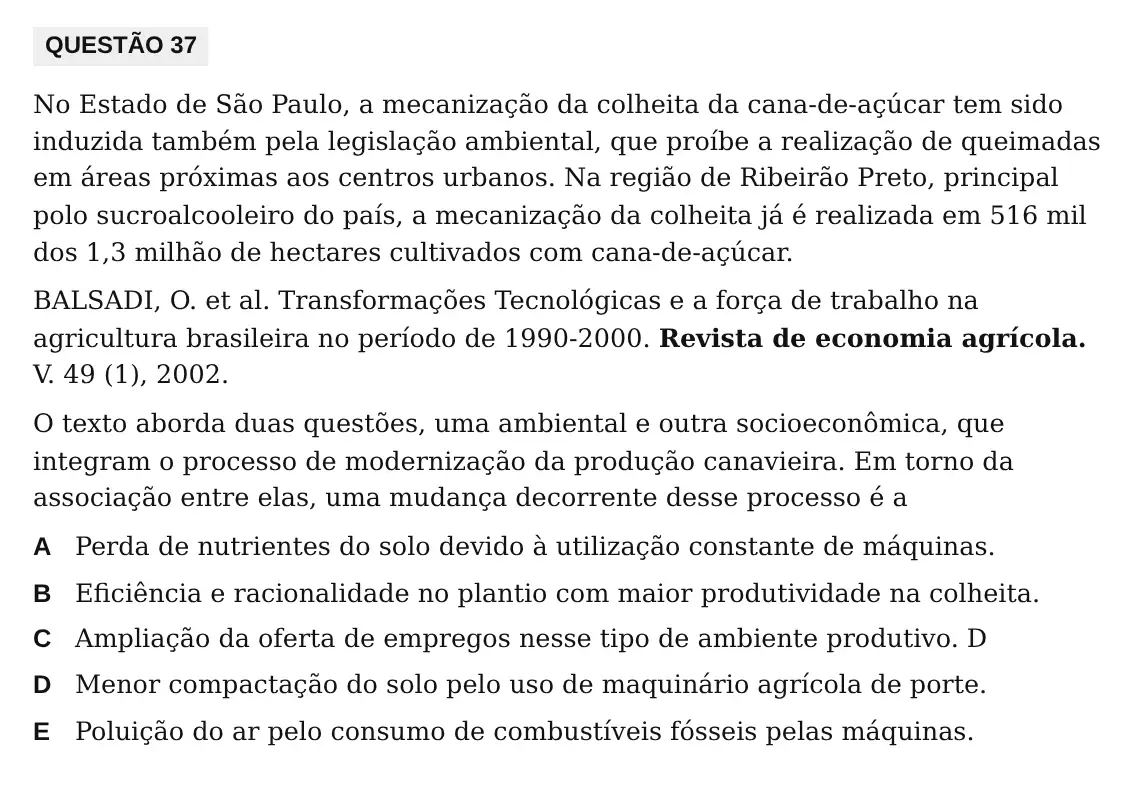 QUESTÃO 37
No Estado de São Paulo, a mecanização da colheita da cana-de-açúcar tem sido
induzida também pela legislação ambiental, que proíbe a realização de queimadas
em áreas próximas aos centros urbanos. Na região de Ribeirão Preto, principal
polo sucroalcooleiro do país, a mecanização da colheita já é realizada em 516 mil
dos 1,3 milhão de hectares cultivados com cana-de-açúcar.
BALSADI, O. et al. Transformações Tecnológicas e a força de trabalho na
agricultura brasileira no período de 1990-2000. Revista de economia agrícola.
V. 49 (1), 2002.
O texto aborda duas questões, uma ambiental e outra socioeconômica, que
integram o processo de modernização da produção canavieira. Em torno da
associação entre elas, uma mudança decorrente desse processo é a
A Perda de nutrientes do solo devido à utilização constante de máquinas.
B Eficiência e racionalidade no plantio com maior produtividade na colheita.
C Ampliação da oferta de empregos nesse tipo de ambiente produtivo. D
D Menor compactação do solo pelo uso de maquinário agrícola de porte.
E Poluição do ar pelo consumo de combustíveis fósseis pelas máquinas.